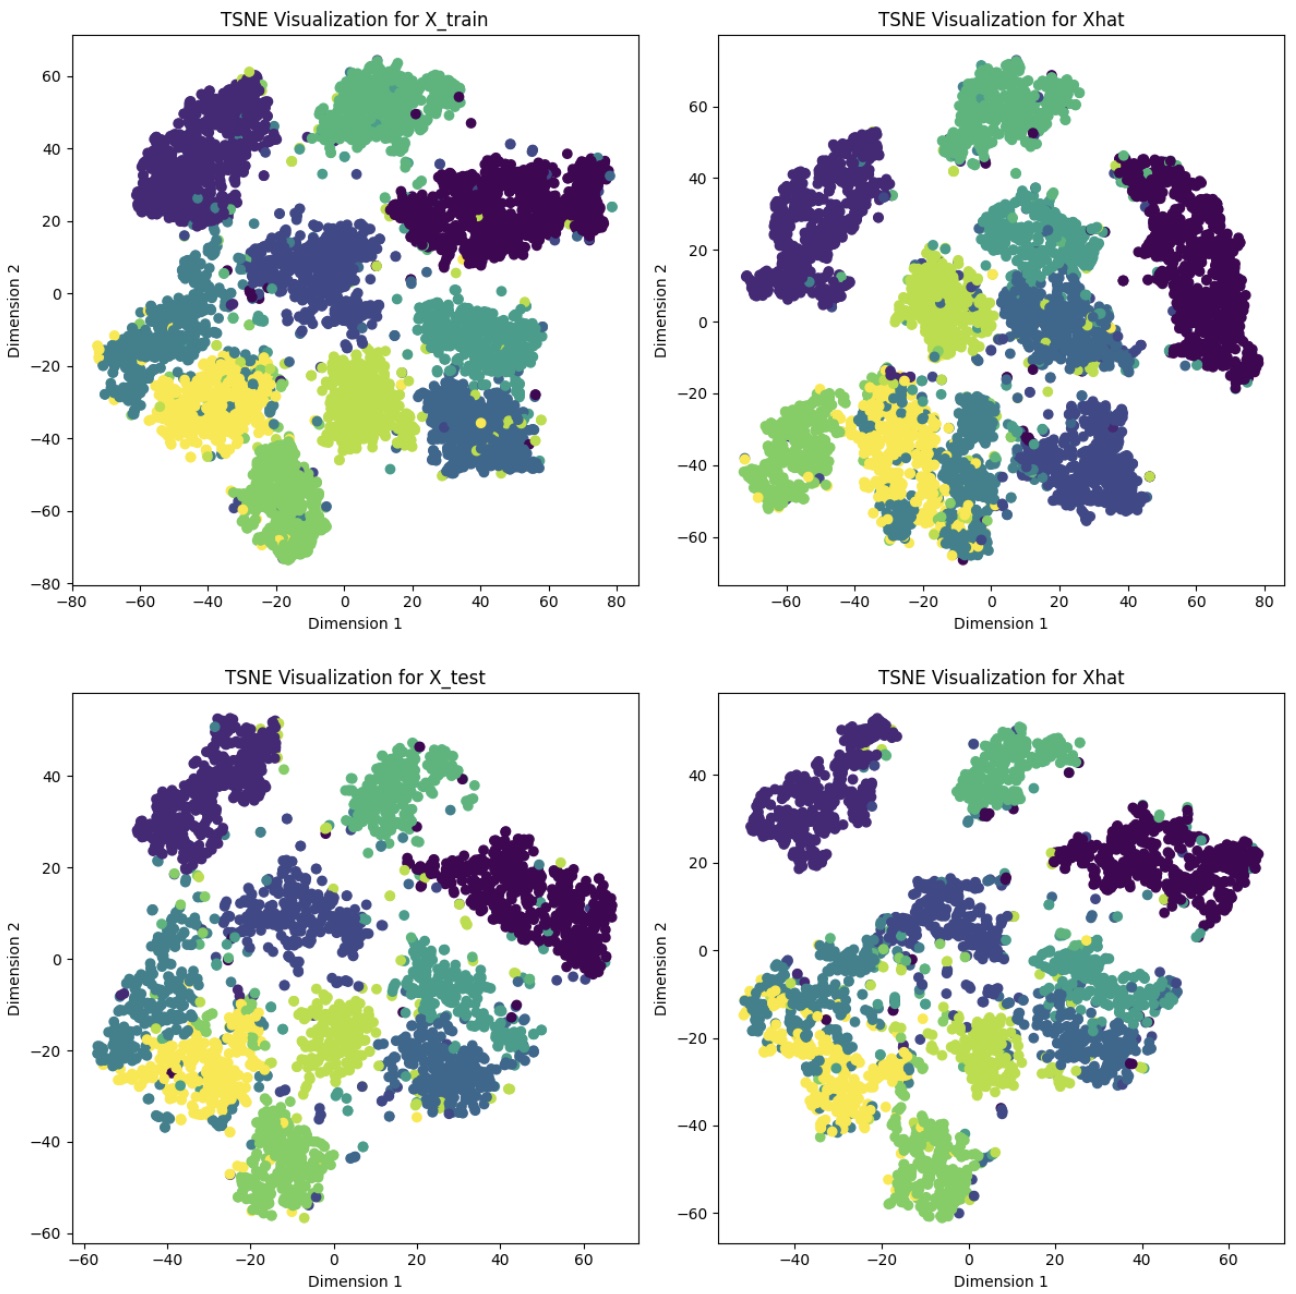 TSNE Visualization for X_train
60
40
20
0
−20
−40
−60
−80
Dimension 2
−80 −60 −40 −20 0 20 40 60 80
Dimension 1
TSNE Visualization for Xhat
60
40
20
0
−20
−40
−60
Dimension 2
−60 −40 −20 0 20 40 60 80
Dimension 1
TSNE Visualization for X_test
40
20
0
−20
−40
−60
Dimension 2
−60 −40 −20 0 20 40 60
Dimension 1
TSNE Visualization for Xhat
40
20
0
−20
−40
−60
Dimension 2
−40 −20 0 20 40 60
Dimension 1